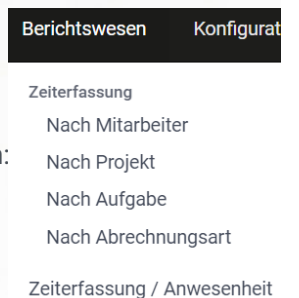 Berichtswesen Konfigurat
Zeiterfassung
Nach Mitarbeiter
:
Nach Projekt
Nach Aufgabe
Nach Abrechnungsart
Zeiterfassung / Anwesenheit